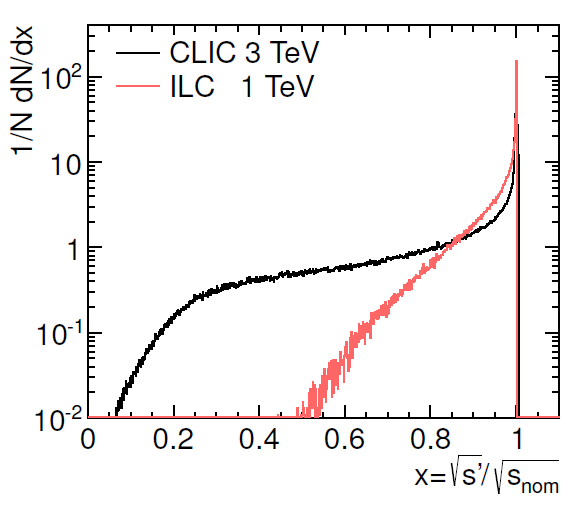 1/N dN/dx
CLIC 3 TeV
ILC 1 TeV
10²
10
1
10⁻¹
10⁻²
0 0.2 0.4 0.6 0.8 1
x=√s'/√s_nom